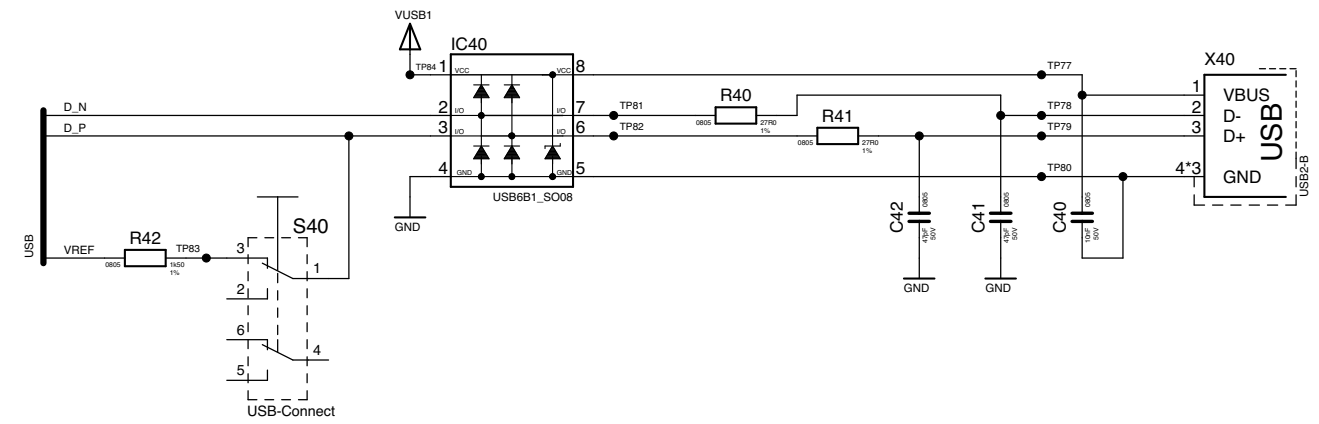 VUSB1
IC40
X40
TP84
1
VCC
VCC
8
TP77
1
VBUS
D_N
2
I/O
I/O
7
TP81
R40
0805
27R0
1%
TP78
2
D-
D_P
3
I/O
I/O
6
TP82
R41
0805
27R0
1%
TP79
3
D+
USB
4
GND
GND
5
TP80
4*3
GND
USB2-B
USB6B1_SO08
GND
C42
0805
47pF
50V
C41
0805
47pF
50V
C40
0805
10nF
50V
GND
GND
USB
VREF
R42
0805
1k50
1%
TP83
S40
3
1
2
6
4
5
USB-Connect